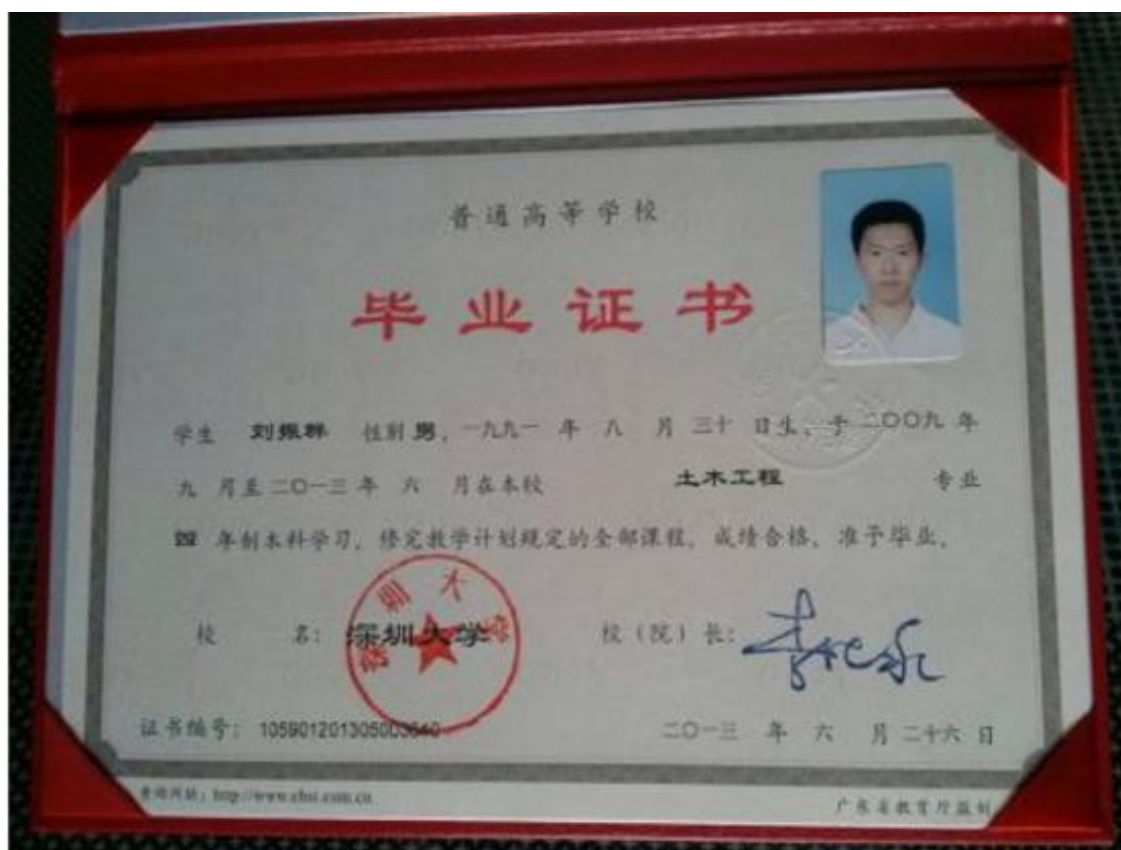 普通高等学校
毕业证书
学生 刘振群 性别 男，一九九一 年 八 月 三十 日生，于 二〇〇九 年
九 月至 二〇一三 年 六 月在本校 土木工程 专业
四 年制本科学习，修完教学计划规定的全部课程，成绩合格，准予毕业。
校 名：深圳大学 校（院）长：
深圳大学
证书编号：105901201305003640 二〇一三 年 六 月 二十六 日
查询网址：http://www.chsi.com.cn 广东省教育厅监制